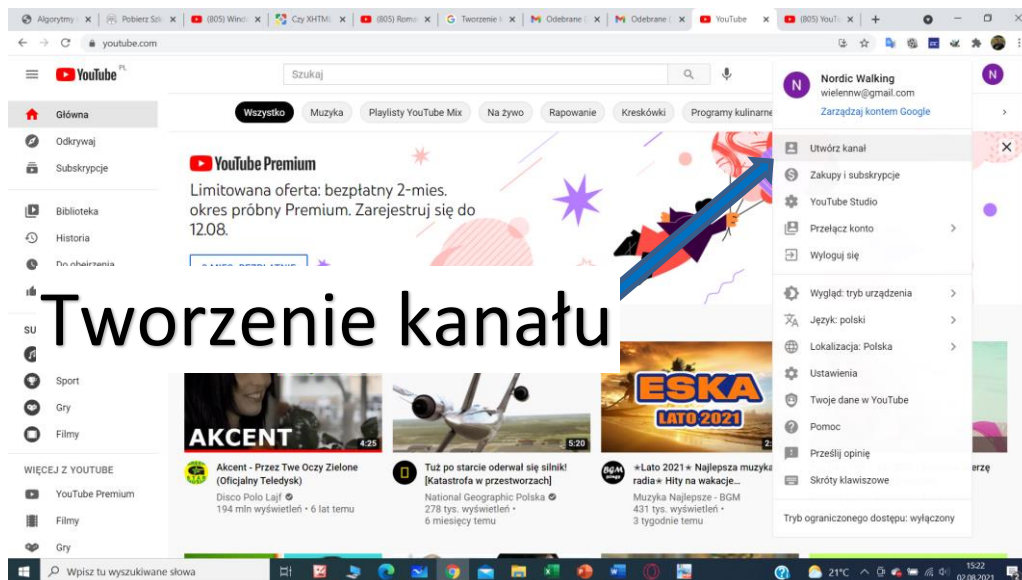 Algorytmy i
Pobierz Szk
(805) Wind
Czy XHTML
(805) Roma
Tworzenie k
Odebrane (
Odebrane (
YouTube
(805) YouT
youtube.com
YouTube PL
Szukaj
N
Nordic Walking
wielennw@gmail.com
Zarządzaj kontem Google
Główna
Odkrywaj
Subskrypcje
Biblioteka
Historia
Do obejrzenia
SU
Sport
Gry
Filmy
WIĘCEJ Z YOUTUBE
YouTube Premium
Filmy
Gry
Wszystko
Muzyka
Playlisty YouTube Mix
Na żywo
Rapowanie
Kreskówki
Programy kulinarne
YouTube Premium
Limitowana oferta: bezpłatny 2-mies.
okres próbny Premium. Zarejestruj się do
12.08.
2 MIES. BEZPŁATNIE
Tworzenie kanału
Utwórz kanał
Zakupy i subskrypcje
YouTube Studio
Przełącz konto
Wyloguj się
Wygląd: tryb urządzenia
Język: polski
Lokalizacja: Polska
Ustawienia
Twoje dane w YouTube
Pomoc
Prześlij opinię
Skróty klawiszowe
Tryb ograniczonego dostępu: wyłączony
AKCENT
4:25
Akcent - Przez Twe Oczy Zielone
(Oficjalny Teledysk)
Disco Polo Lajf
194 mln wyświetleń • 6 lat temu
5:20
Tuż po starcie oderwał się silnik!
[Katastrofa w przestworzach]
National Geographic Polska
278 tys. wyświetleń •
6 miesięcy temu
ESKA
LATO 2021
2:
BGM
★Lato 2021★ Najlepsza muzyka
radia★ Hity na wakacje...
Muzyka Najlepsze - BGM
431 tys. wyświetleń •
3 tygodnie temu
erzę
Wpisz tu wyszukiwane słowa
21°C
15:22
02.08.2021